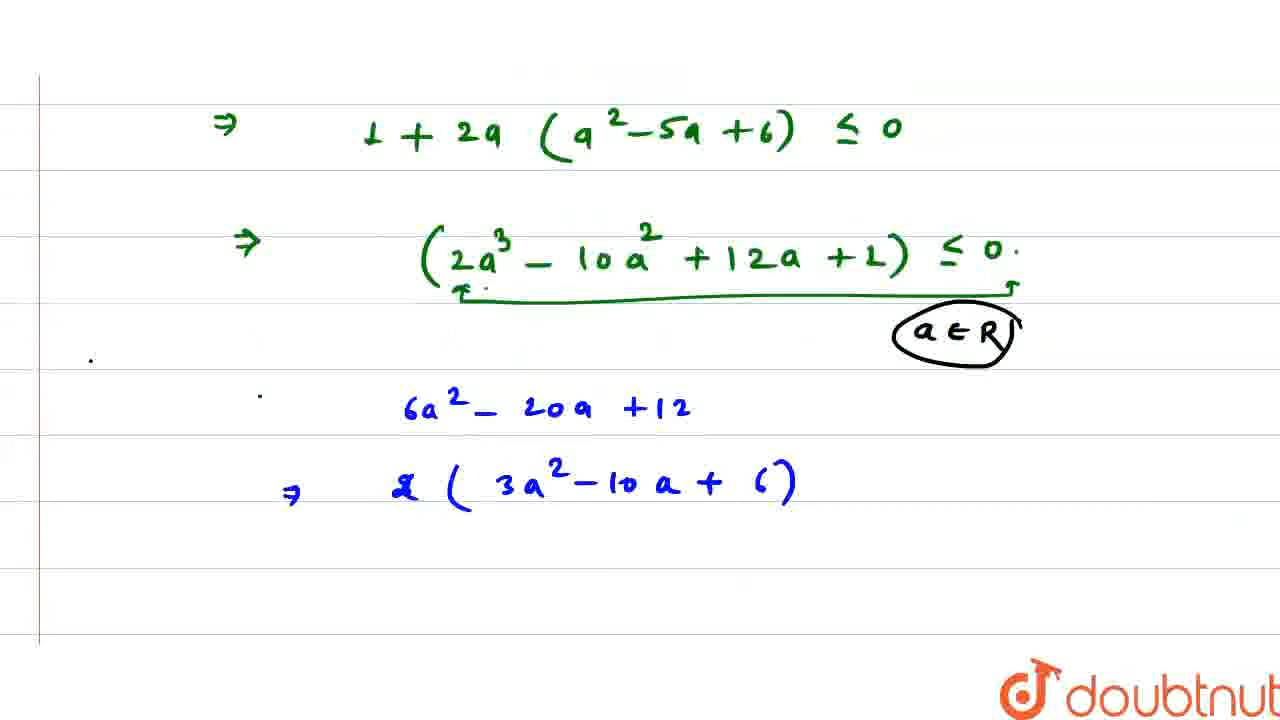 ⇒ 1 + 2a (a² - 5a + 6) ≤ 0
⇒ (2a³ - 10a² + 12a + 1) ≤ 0.
a ∈ R
6a² - 20a + 12
⇒ 2 (3a² - 10a + 6)
doubtnut